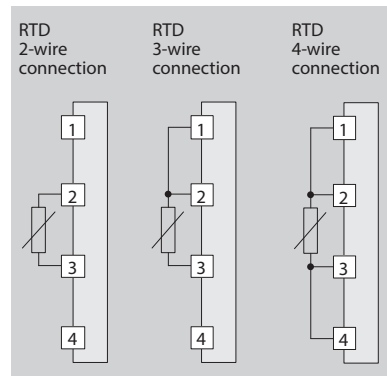 RTD
2-wire
connection
RTD
3-wire
connection
RTD
4-wire
connection
1
2
3
4
1
2
3
4
1
2
3
4